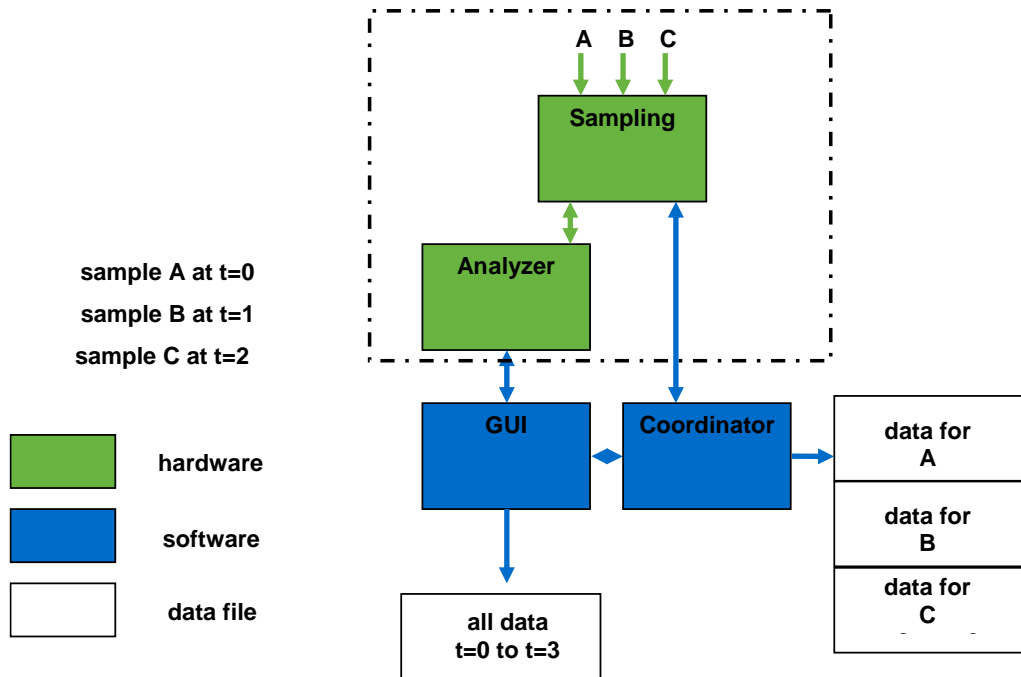 A B C
Sampling
Analyzer
sample A at t=0
sample B at t=1
sample C at t=2
GUI
Coordinator
data for
A
hardware
data for
B
software
data for
C
data file
all data
t=0 to t=3